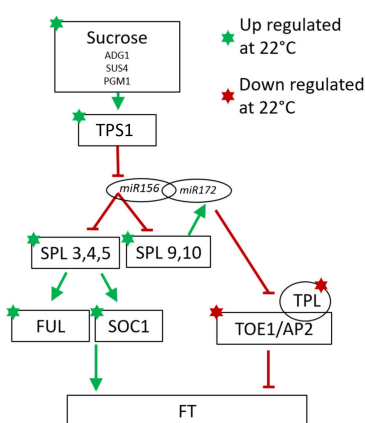 Sucrose
ADG1
SUS4
PGM1
Up regulated
at 22°C
Down regulated
at 22°C
TPS1
miR156 miR172
SPL 3,4,5
SPL 9,10
TPL
FUL
SOC1
TOE1/AP2
FT